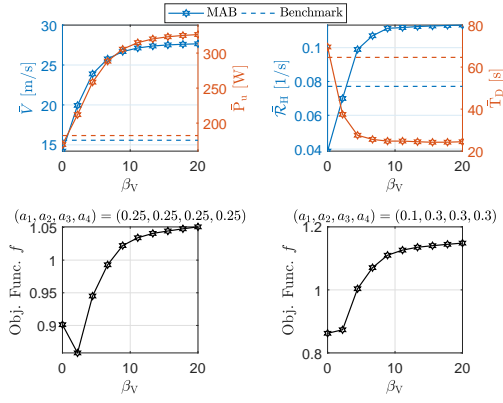 MAB Benchmark
30
25
20
15
V̄ [m/s]
300
250
200
P̄u [W]
0 10 20
βV
0.1
0.08
0.06
0.04
R̄H [1/s]
80
60
40
20
T̄D [s]
0 10 20
βV
(a1, a2, a3, a4) = (0.25, 0.25, 0.25, 0.25)
1.05
1
0.95
0.9
Obj. Func. f
0 10 20
βV
(a1, a2, a3, a4) = (0.1, 0.3, 0.3, 0.3)
1.2
1
0.8
Obj. Func. f
0 10 20
βV